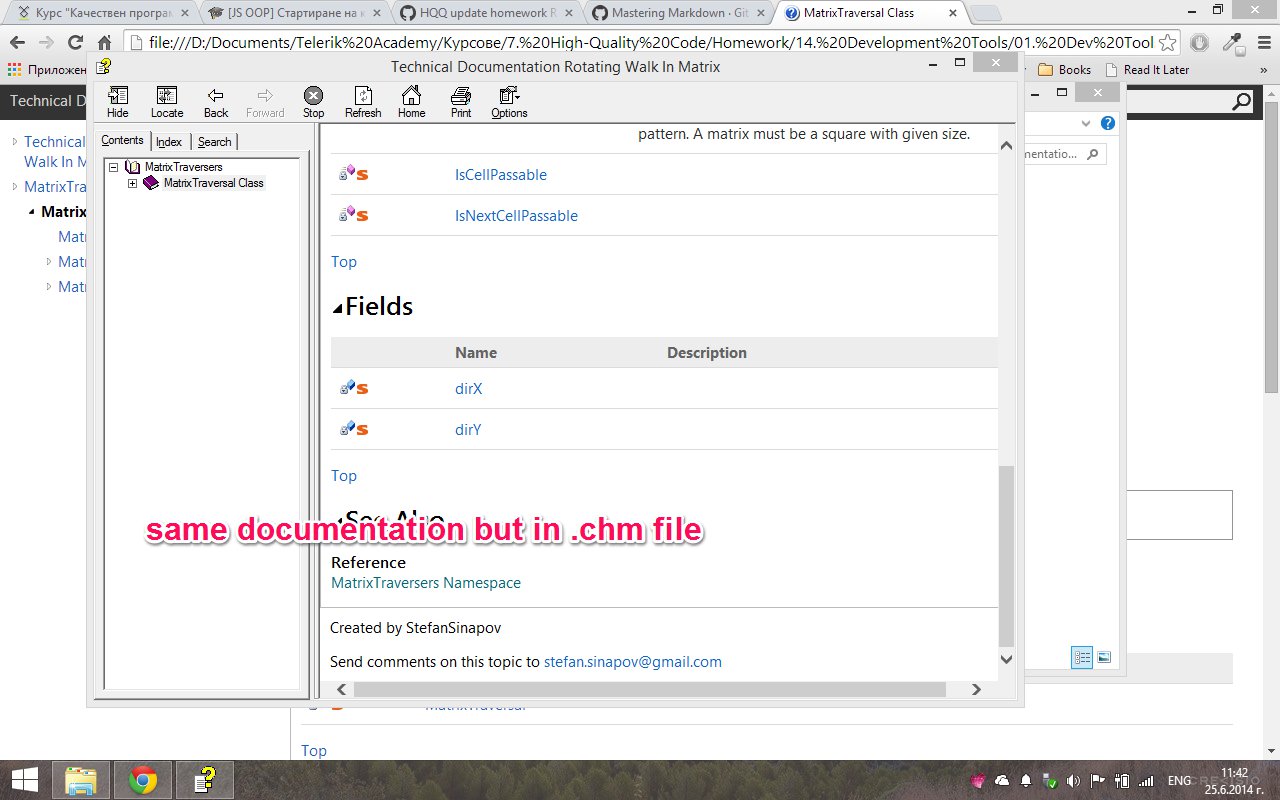 Курс "Качествен програм
[JS OOP] Стартиране на к
HQQ update homework R
Mastering Markdown · Git
MatrixTraversal Class
file:///D:/Documents/Telerik%20Academy/Курсове/7.%20High-Quality%20Code/Homework/14.%20Development%20Tools/01.%20Dev%20Tool
Приложен
Books
Read It Later
»
Technical D
Technical
Walk In M
MatrixTra
Matrix
Mat
Mat
Mat
Technical Documentation Rotating Walk In Matrix
Hide
Locate
Back
Forward
Stop
Refresh
Home
Print
Options
Contents
Index
Search
MatrixTraversers
MatrixTraversal Class
pattern. A matrix must be a square with given size.
IsCellPassable
IsNextCellPassable
Top
Fields
Name Description
dirX
dirY
Top
See Also
same documentation but in .chm file
Reference
MatrixTraversers Namespace
Created by StefanSinapov
Send comments on this topic to stefan.sinapov@gmail.com
mentatio...
MatrixTraversal
Top
ENG
11:42
25.6.2014 г.